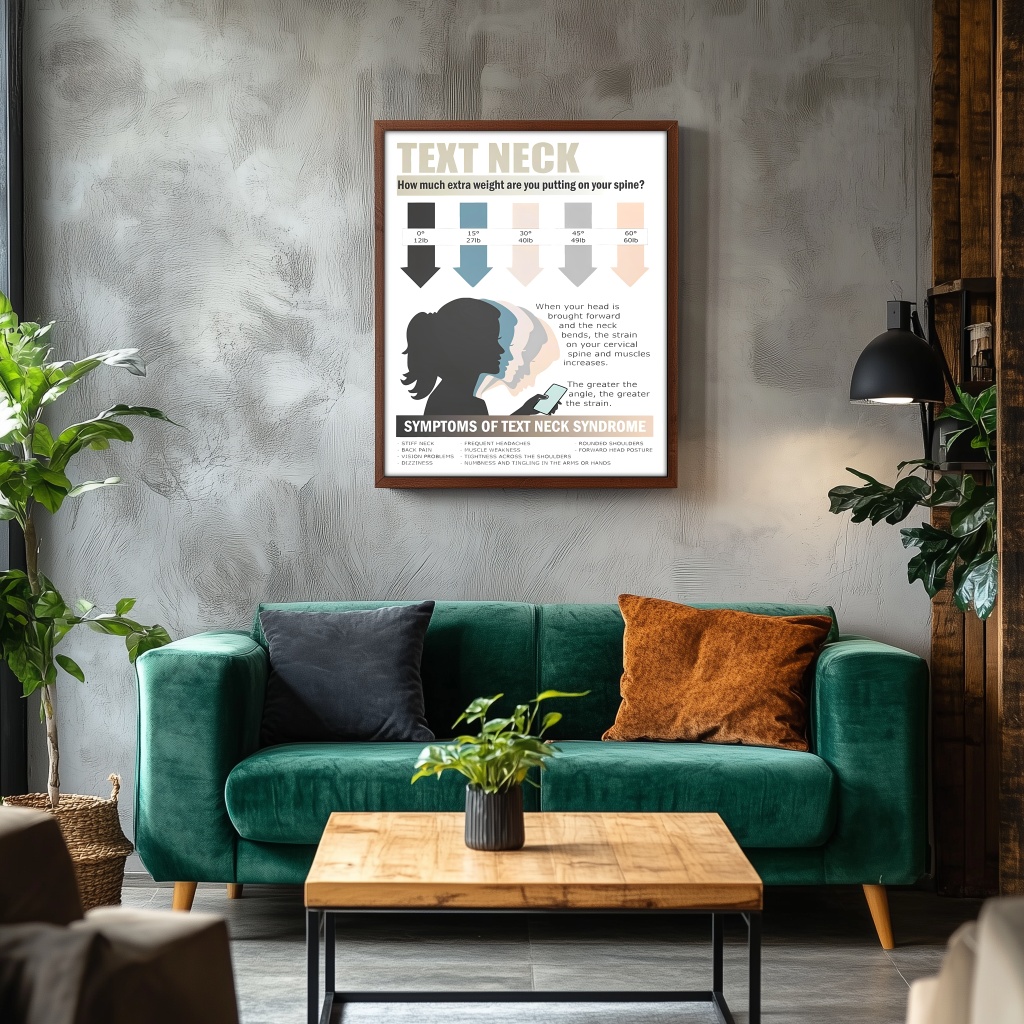 TEXT NECK
How much extra weight are you putting on your spine?
0° 15° 30° 45° 60°
12lb 27lb 40lb 49lb 60lb
When your head is
brought forward
and the neck
bends, the strain
on your cervical
spine and muscles
increases.
The greater the
angle, the greater
the strain.
SYMPTOMS OF TEXT NECK SYNDROME
· STIFF NECK · FREQUENT HEADACHES · ROUNDED SHOULDERS
· BACK PAIN · MUSCLE WEAKNESS · FORWARD HEAD POSTURE
· VISION PROBLEMS · TIGHTNESS ACROSS THE SHOULDERS
· DIZZINESS · NUMBNESS AND TINGLING IN THE ARMS OR HANDS